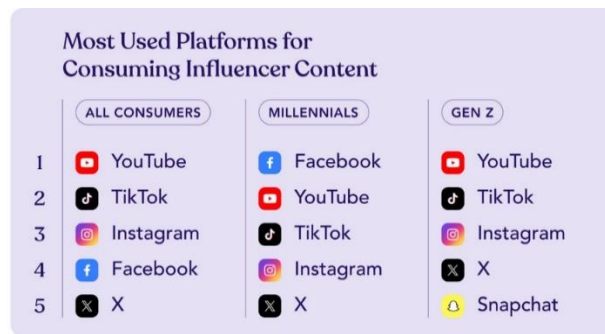 Most Used Platforms for
Consuming Influencer Content
ALL CONSUMERS MILLENNIALS GEN Z
1 YouTube Facebook YouTube
2 TikTok YouTube TikTok
3 Instagram TikTok Instagram
4 Facebook Instagram X
5 X X Snapchat